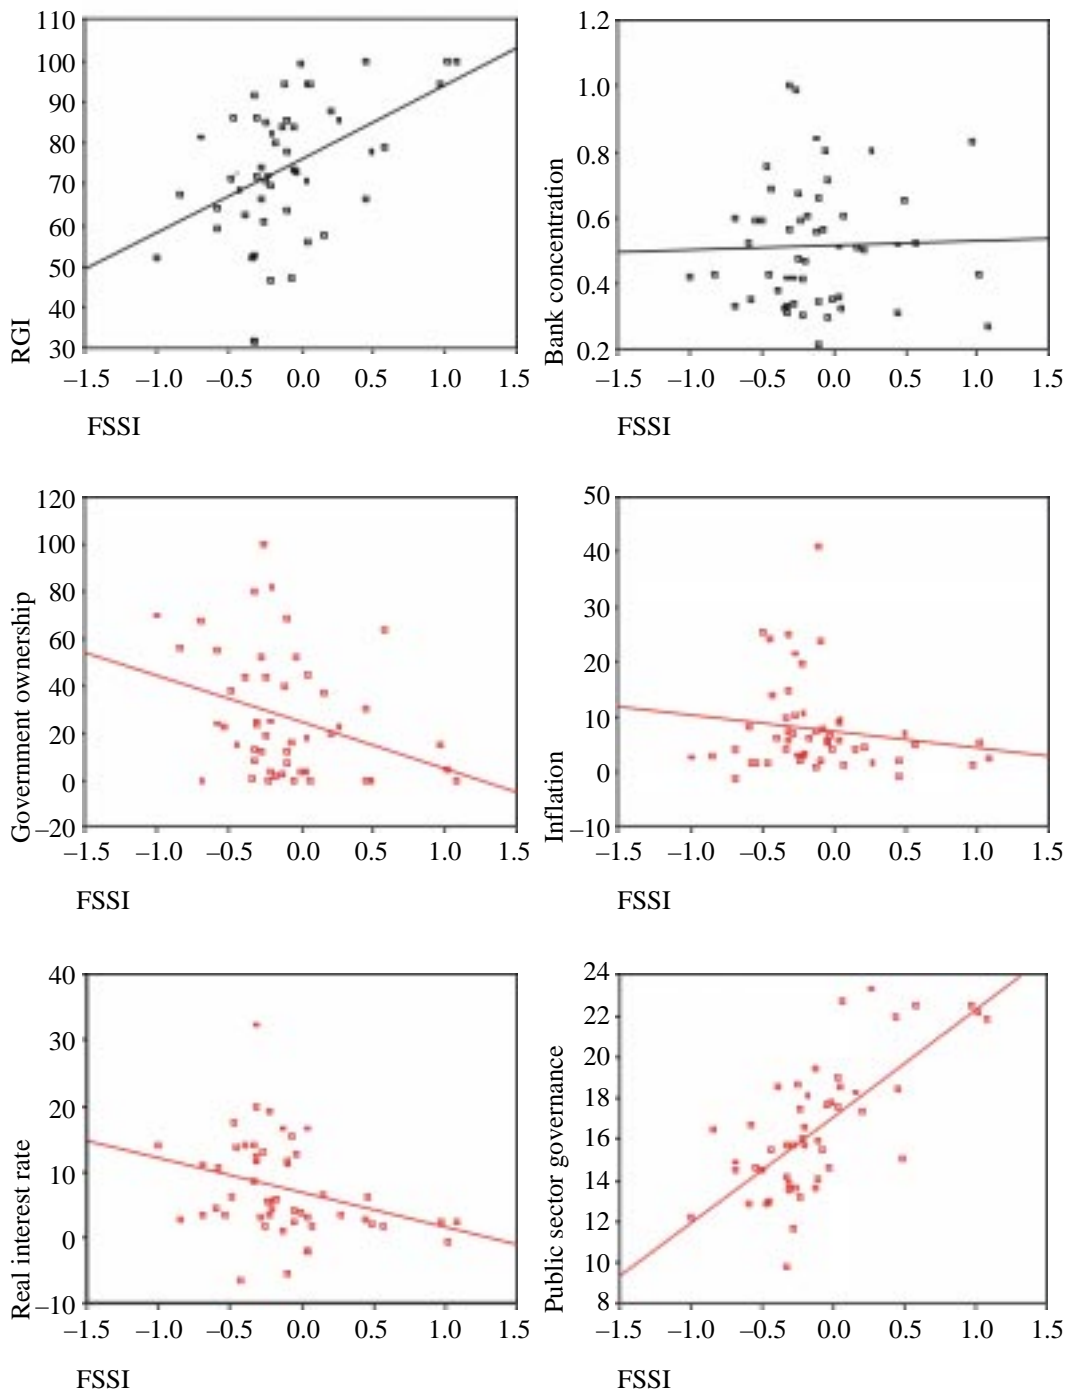 110
100
90
80
70
60
50
40
30
RGI
–1.5 –1.0 –0.5 0.0 0.5 1.0 1.5
FSSI
1.2
1.0
0.8
0.6
0.4
0.2
Bank concentration
–1.5 –1.0 –0.5 0.0 0.5 1.0 1.5
FSSI
120
100
80
60
40
20
0
–20
Government ownership
–1.5 –1.0 –0.5 0.0 0.5 1.0 1.5
FSSI
50
40
30
20
10
0
–10
Inflation
–1.5 –1.0 –0.5 0.0 0.5 1.0 1.5
FSSI
40
30
20
10
0
–10
Real interest rate
–1.5 –1.0 –0.5 0.0 0.5 1.0 1.5
FSSI
24
22
20
18
16
14
12
10
8
Public sector governance
–1.5 –1.0 –0.5 0.0 0.5 1.0 1.5
FSSI